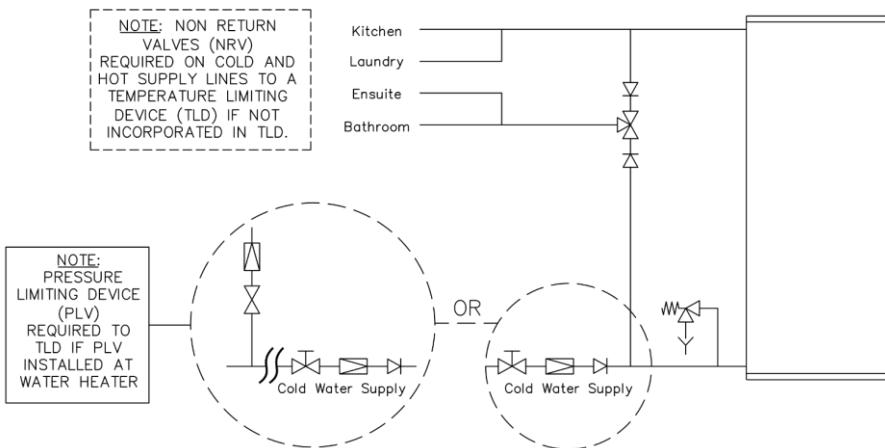 NOTE: NON RETURN
VALVES (NRV)
REQUIRED ON COLD AND
HOT SUPPLY LINES TO A
TEMPERATURE LIMITING
DEVICE (TLD) IF NOT
INCORPORATED IN TLD.
Kitchen
Laundry
Ensuite
Bathroom
NOTE:
PRESSURE
LIMITING DEVICE
(PLV)
REQUIRED TO
TLD IF PLV
INSTALLED AT
WATER HEATER
OR
Cold Water Supply
Cold Water Supply